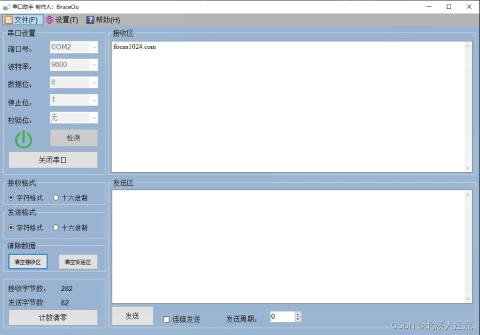 串口助手 制作人：BraceOu
文件(F) 设置(T) 帮助(H)
串口设置
端口号： COM2
波特率： 9600
数据位： 8
停止位： 1
校验位： 无
检测
关闭串口
接收格式
字符格式 十六进制
发送格式
字符格式 十六进制
清除数据
清空接收区 清空发送区
接收字节数： 282
发送字节数： 82
计数清零
接收区
focus1024.com
发送区
发送 连续发送 发送周期： 0